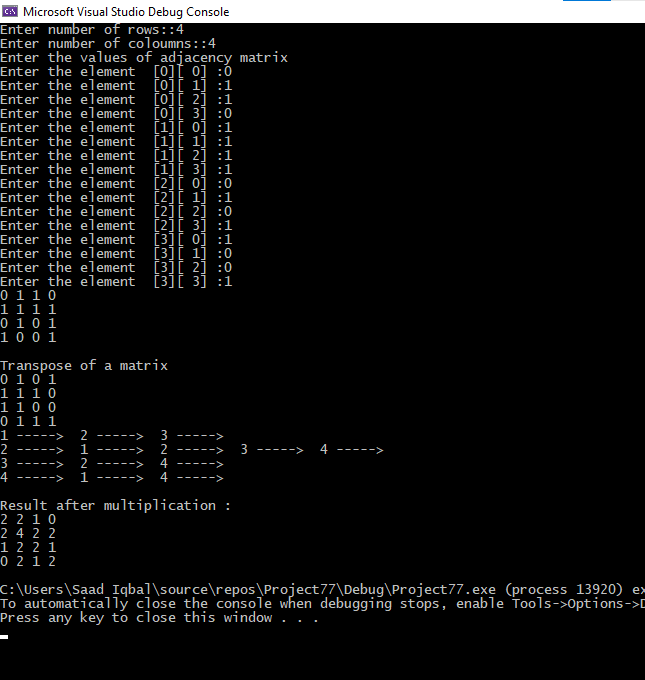 Microsoft Visual Studio Debug Console
Enter number of rows::4
Enter number of coloumns::4
Enter the values of adjacency matrix
Enter the element  [0][ 0] :0
Enter the element  [0][ 1] :1
Enter the element  [0][ 2] :1
Enter the element  [0][ 3] :0
Enter the element  [1][ 0] :1
Enter the element  [1][ 1] :1
Enter the element  [1][ 2] :1
Enter the element  [1][ 3] :1
Enter the element  [2][ 0] :0
Enter the element  [2][ 1] :1
Enter the element  [2][ 2] :0
Enter the element  [2][ 3] :1
Enter the element  [3][ 0] :1
Enter the element  [3][ 1] :0
Enter the element  [3][ 2] :0
Enter the element  [3][ 3] :1
0 1 1 0
1 1 1 1
0 1 0 1
1 0 0 1
Transpose of a matrix
0 1 0 1
1 1 1 0
1 1 0 0
0 1 1 1
1 ----->  2 ----->  3 ----->
2 ----->  1 ----->  2 ----->  3 ----->  4 ----->
3 ----->  2 ----->  4 ----->
4 ----->  1 ----->  4 ----->
Result after multiplication :
2 2 1 0
2 4 2 2
1 2 2 1
0 2 1 2
C:\Users\Saad Iqbal\source\repos\Project77\Debug\Project77.exe (process 13920) ex
To automatically close the console when debugging stops, enable Tools->Options->D
Press any key to close this window . . .